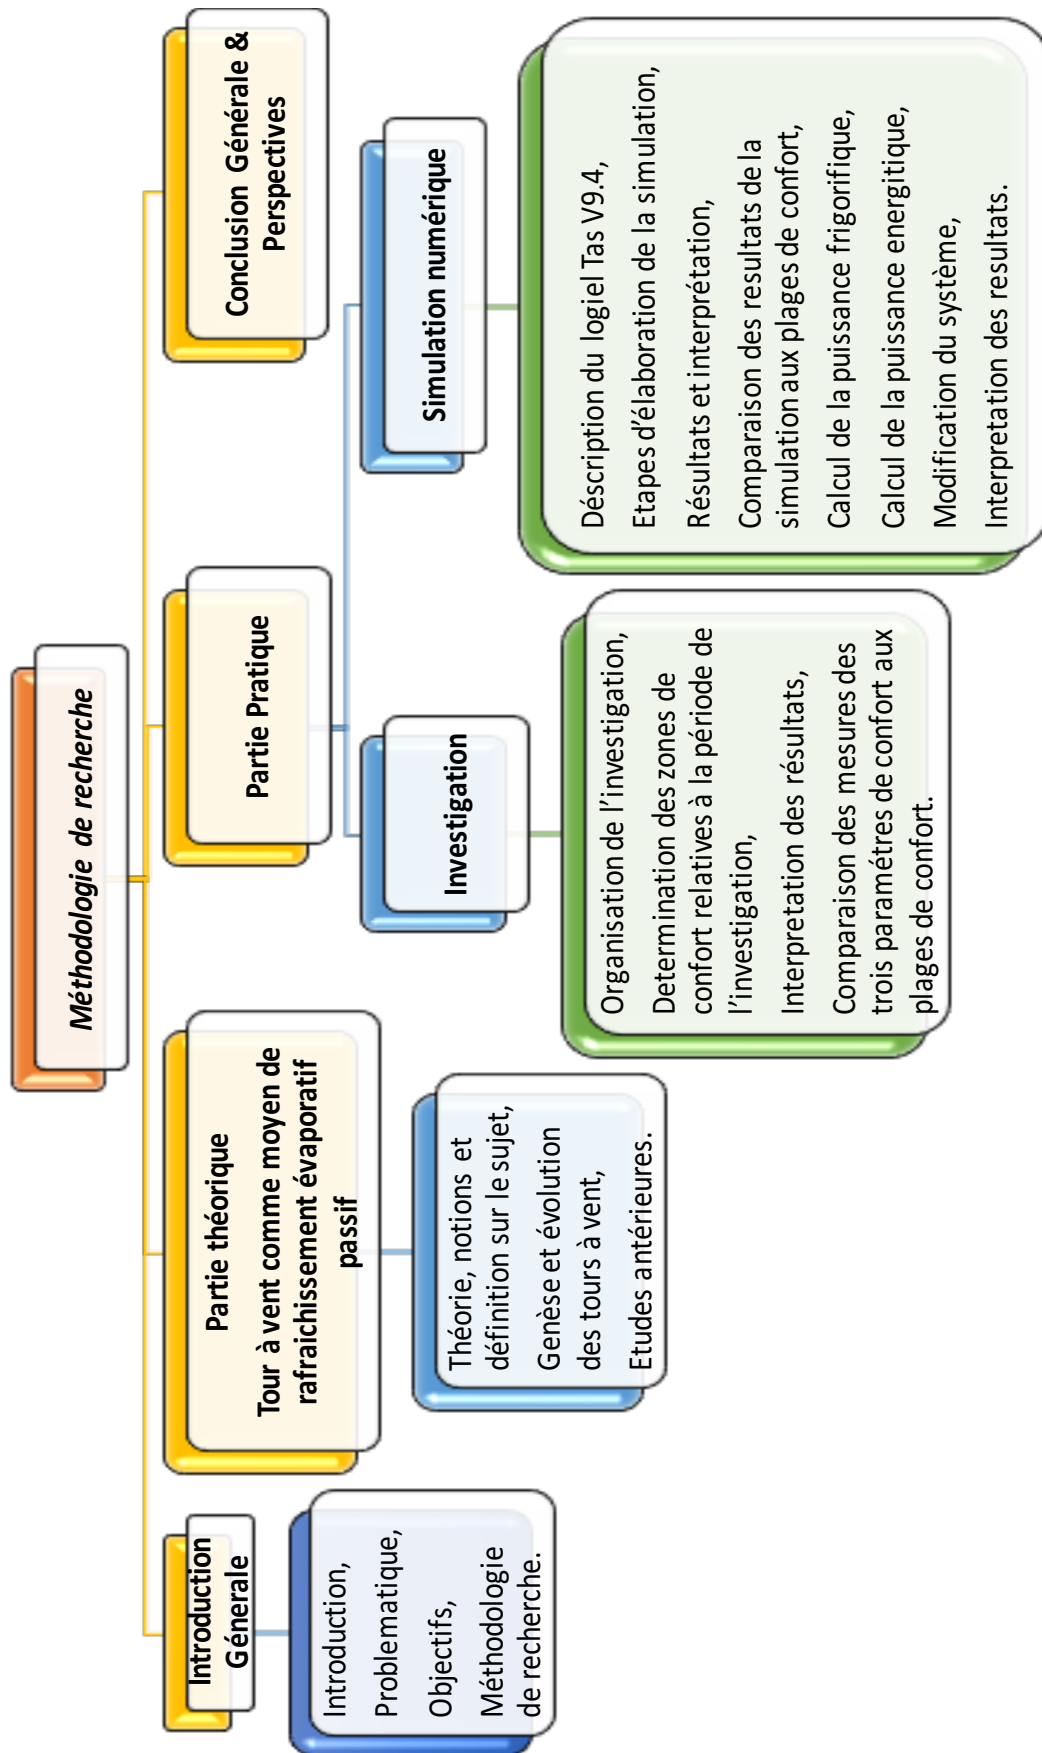 Méthodologie de recherche
Introduction
Génerale
Introduction,
Problematique,
Objectifs,
Méthodologie
de recherche.
Partie théorique
Tour à vent comme moyen de
rafraichissement évaporatif
passif
Théorie, notions et
définition sur le sujet,
Genèse et évolution
des tours à vent,
Etudes antérieures.
Partie Pratique
Investigation
Organisation de l'investigation,
Determination des zones de
confort relatives à la période de
l'investigation,
Interpretation des résultats,
Comparaison des mesures des
trois paramétres de confort aux
plages de confort.
Simulation numérique
Déscription du logiel Tas V9.4,
Etapes d'élaboration de la simulation,
Résultats et interprétation,
Comparaison des resultats de la
simulation aux plages de confort,
Calcul de la puissance frigorifique,
Calcul de la puissance energitique,
Modification du système,
Interpretation des resultats.
Conclusion Générale &
Perspectives